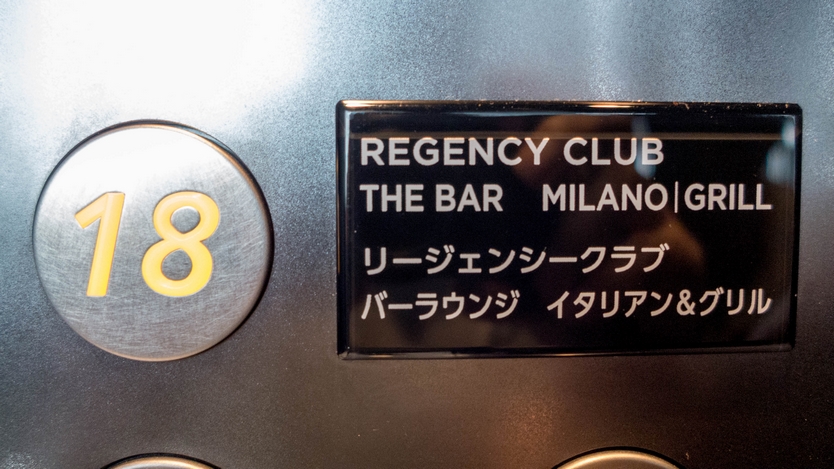 18
REGENCY CLUB
THE BAR MILANO|GRILL
リージェンシークラブ
バーラウンジ イタリアン&グリル